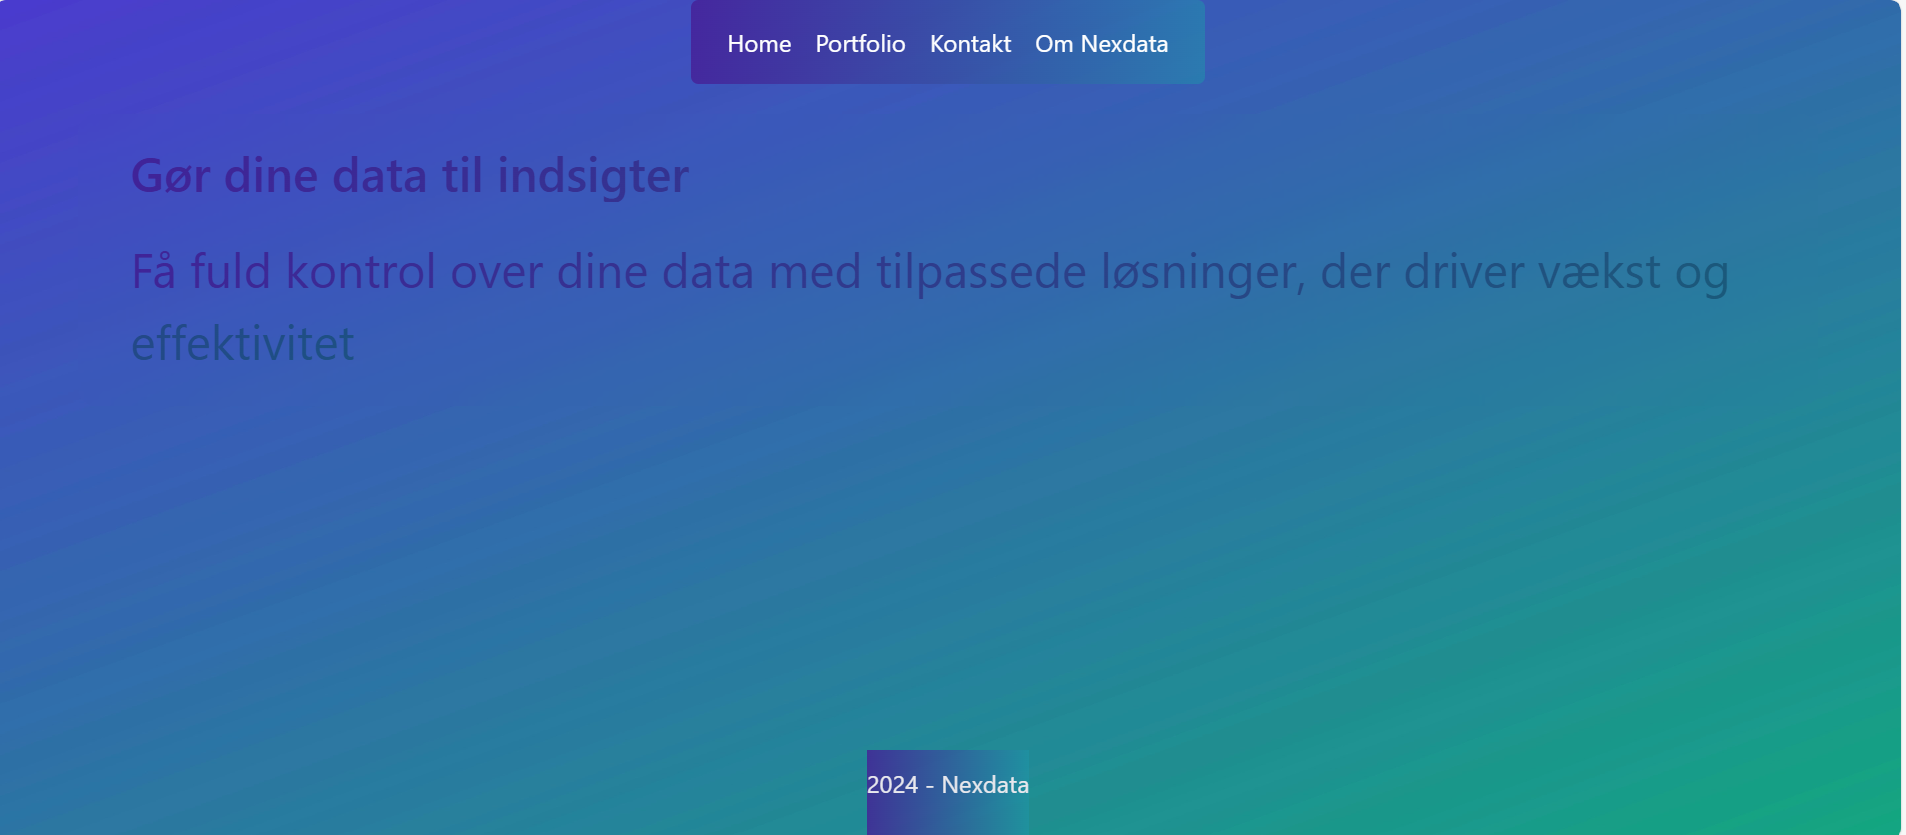 Home Portfolio Kontakt Om Nexdata
Gør dine data til indsigter
Få fuld kontrol over dine data med tilpassede løsninger, der driver vækst og
effektivitet
2024 - Nexdata